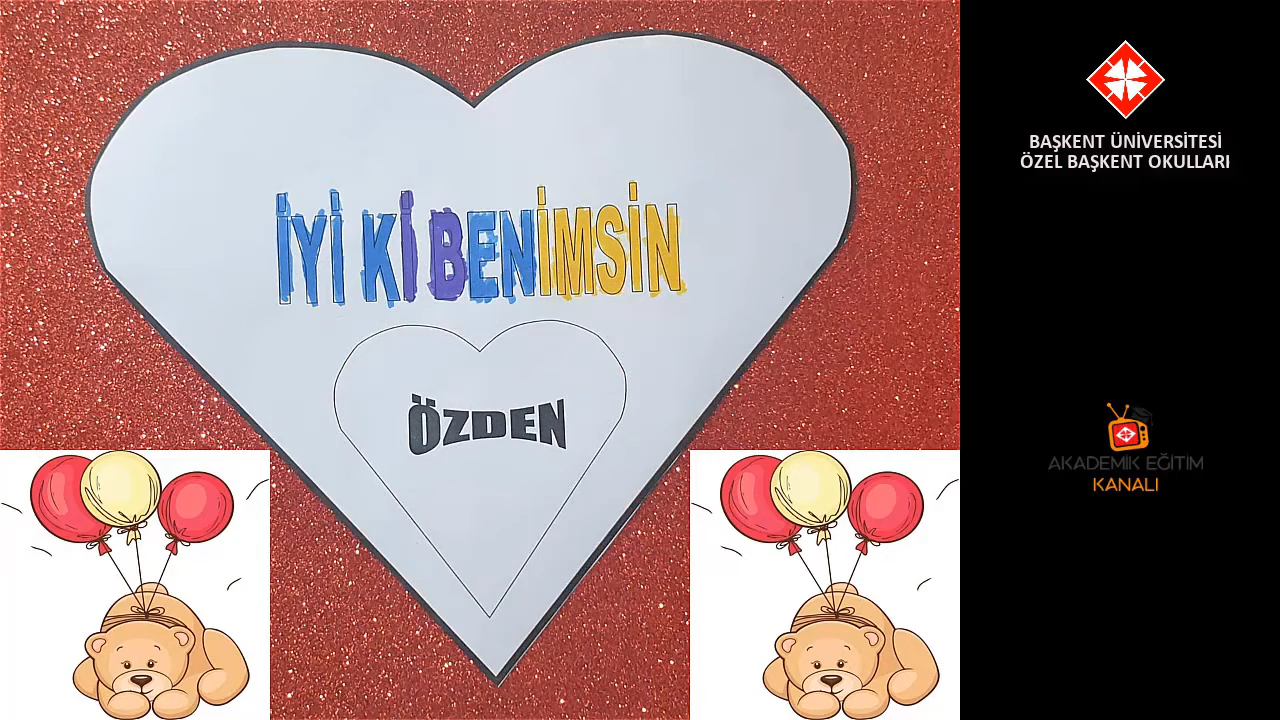 İYİ Kİ BENİMSİN
ÖZDEN
BAŞKENT ÜNİVERSİTESİ
ÖZEL BAŞKENT OKULLARI
AKADEMİK EĞİTİM
KANALI